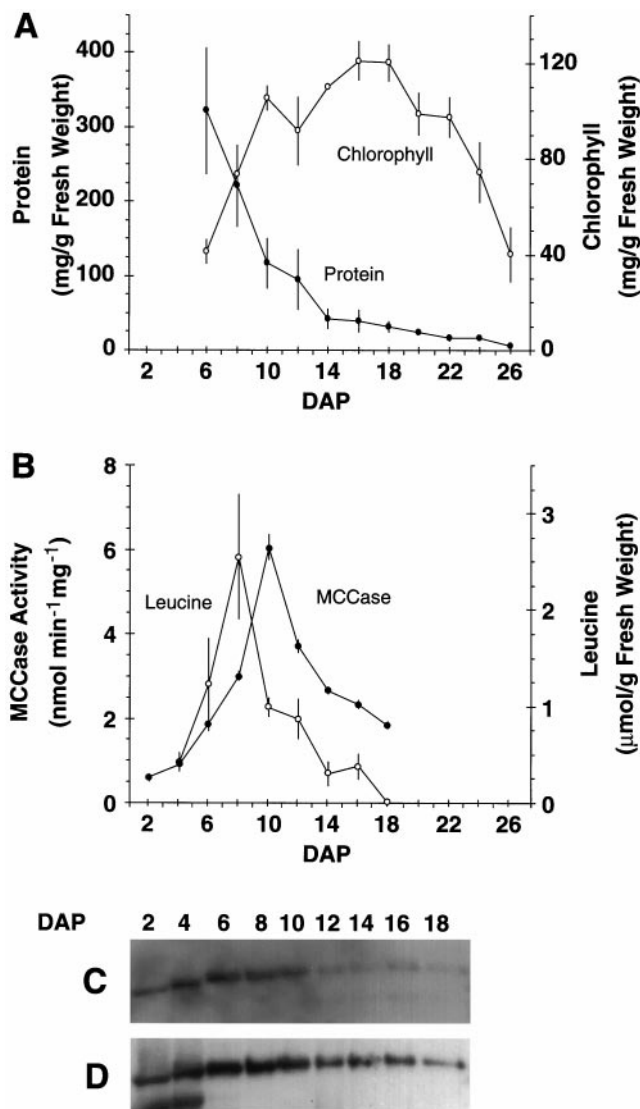 A
400
300
200
100
0
Protein
(mg/g Fresh Weight)
120
80
40
0
Chlorophyll
(mg/g Fresh Weight)
Chlorophyll
Protein
2 6 10 14 18 22 26
DAP
B
8
6
4
2
0
MCCase Activity
(nmol min⁻¹mg⁻¹)
3
2
1
0
Leucine
(μmol/g Fresh Weight)
Leucine
MCCase
2 6 10 14 18 22 26
DAP
DAP 2 4 6 8 10 12 14 16 18
C
D